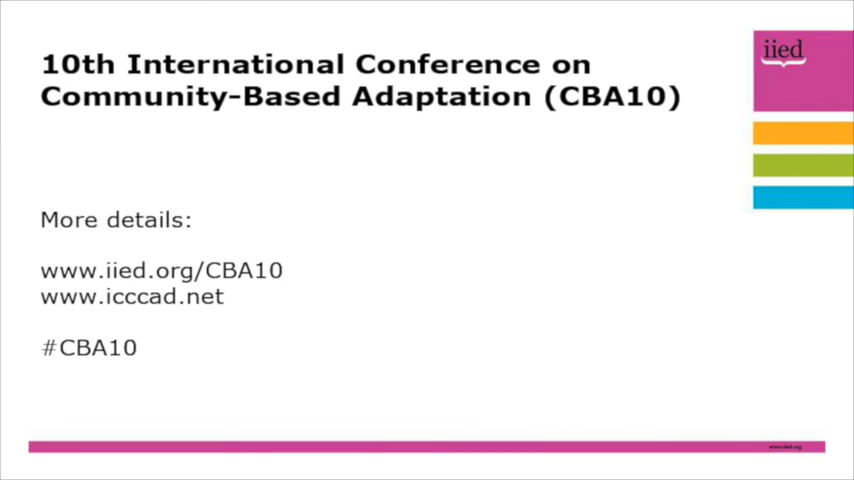 10th International Conference on
Community-Based Adaptation (CBA10)
iied
More details:
www.iied.org/CBA10
www.icccad.net
#CBA10
www.iied.org